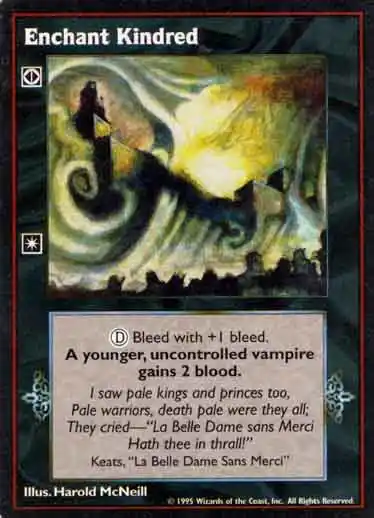 Enchant Kindred
Ⓓ Bleed with +1 bleed.
A younger, uncontrolled vampire
gains 2 blood.
I saw pale kings and princes too,
Pale warriors, death pale were they all;
They cried—“La Belle Dame sans Merci
Hath thee in thrall!”
Keats, “La Belle Dame Sans Merci”
Illus. Harold McNeill
© 1995 Wizards of the Coast, Inc. All Rights Reserved.